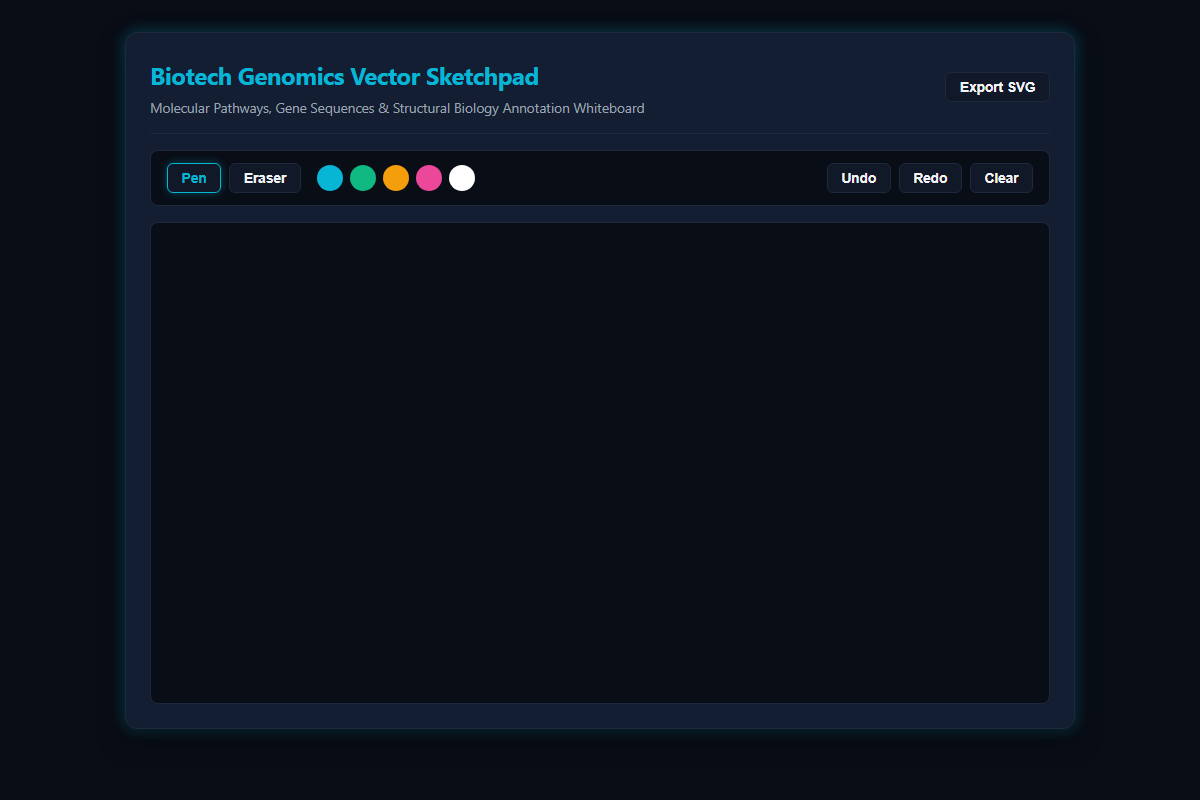 Biotech Genomics Vector Sketchpad
Molecular Pathways, Gene Sequences & Structural Biology Annotation Whiteboard
Export SVG
Pen
Eraser
Undo
Redo
Clear